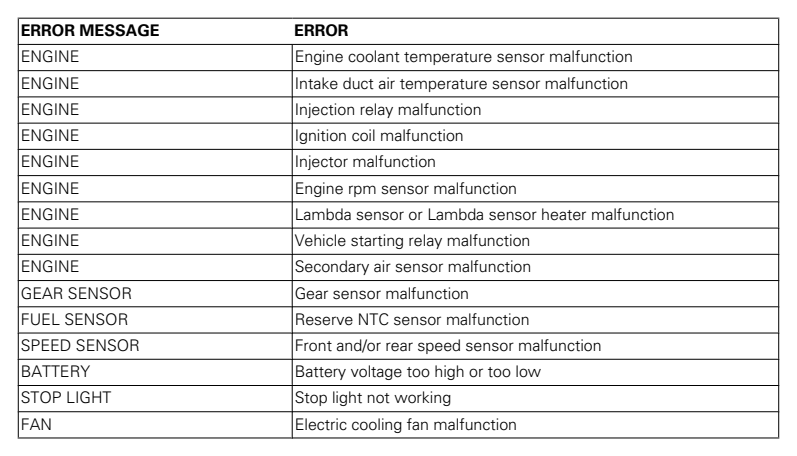 ERROR MESSAGE ERROR
ENGINE Engine coolant temperature sensor malfunction
ENGINE Intake duct air temperature sensor malfunction
ENGINE Injection relay malfunction
ENGINE Ignition coil malfunction
ENGINE Injector malfunction
ENGINE Engine rpm sensor malfunction
ENGINE Lambda sensor or Lambda sensor heater malfunction
ENGINE Vehicle starting relay malfunction
ENGINE Secondary air sensor malfunction
GEAR SENSOR Gear sensor malfunction
FUEL SENSOR Reserve NTC sensor malfunction
SPEED SENSOR Front and/or rear speed sensor malfunction
BATTERY Battery voltage too high or too low
STOP LIGHT Stop light not working
FAN Electric cooling fan malfunction